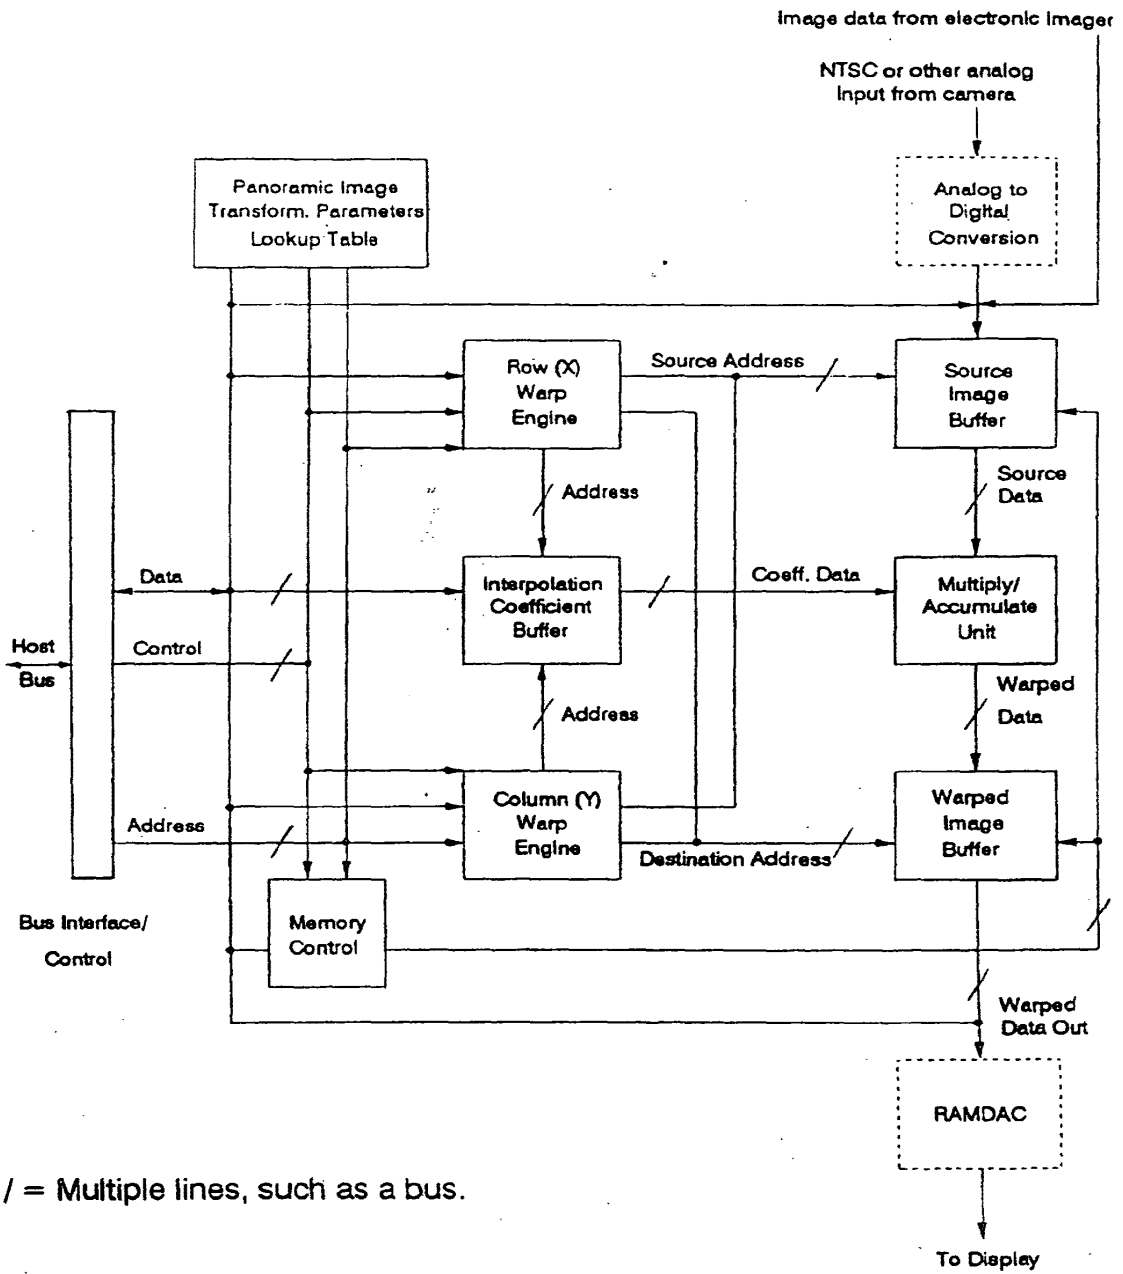 Image data from electronic imager
NTSC or other analog
Input from camera
Analog to
Digital
Conversion
Panoramic Image
Transform. Parameters
Lookup Table
Row (X)
Warp
Engine
Source Address
Source
Image
Buffer
Address
Source
Data
Data
Interpolation
Coefficient
Buffer
Coeff. Data
Multiply/
Accumulate
Unit
Host
Bus
Control
Address
Warped
Data
Address
Column (Y)
Warp
Engine
Destination Address
Warped
Image
Buffer
Bus Interface/
Control
Memory
Control
Warped
Data Out
RAMDAC
/ = Multiple lines, such as a bus.
To Display